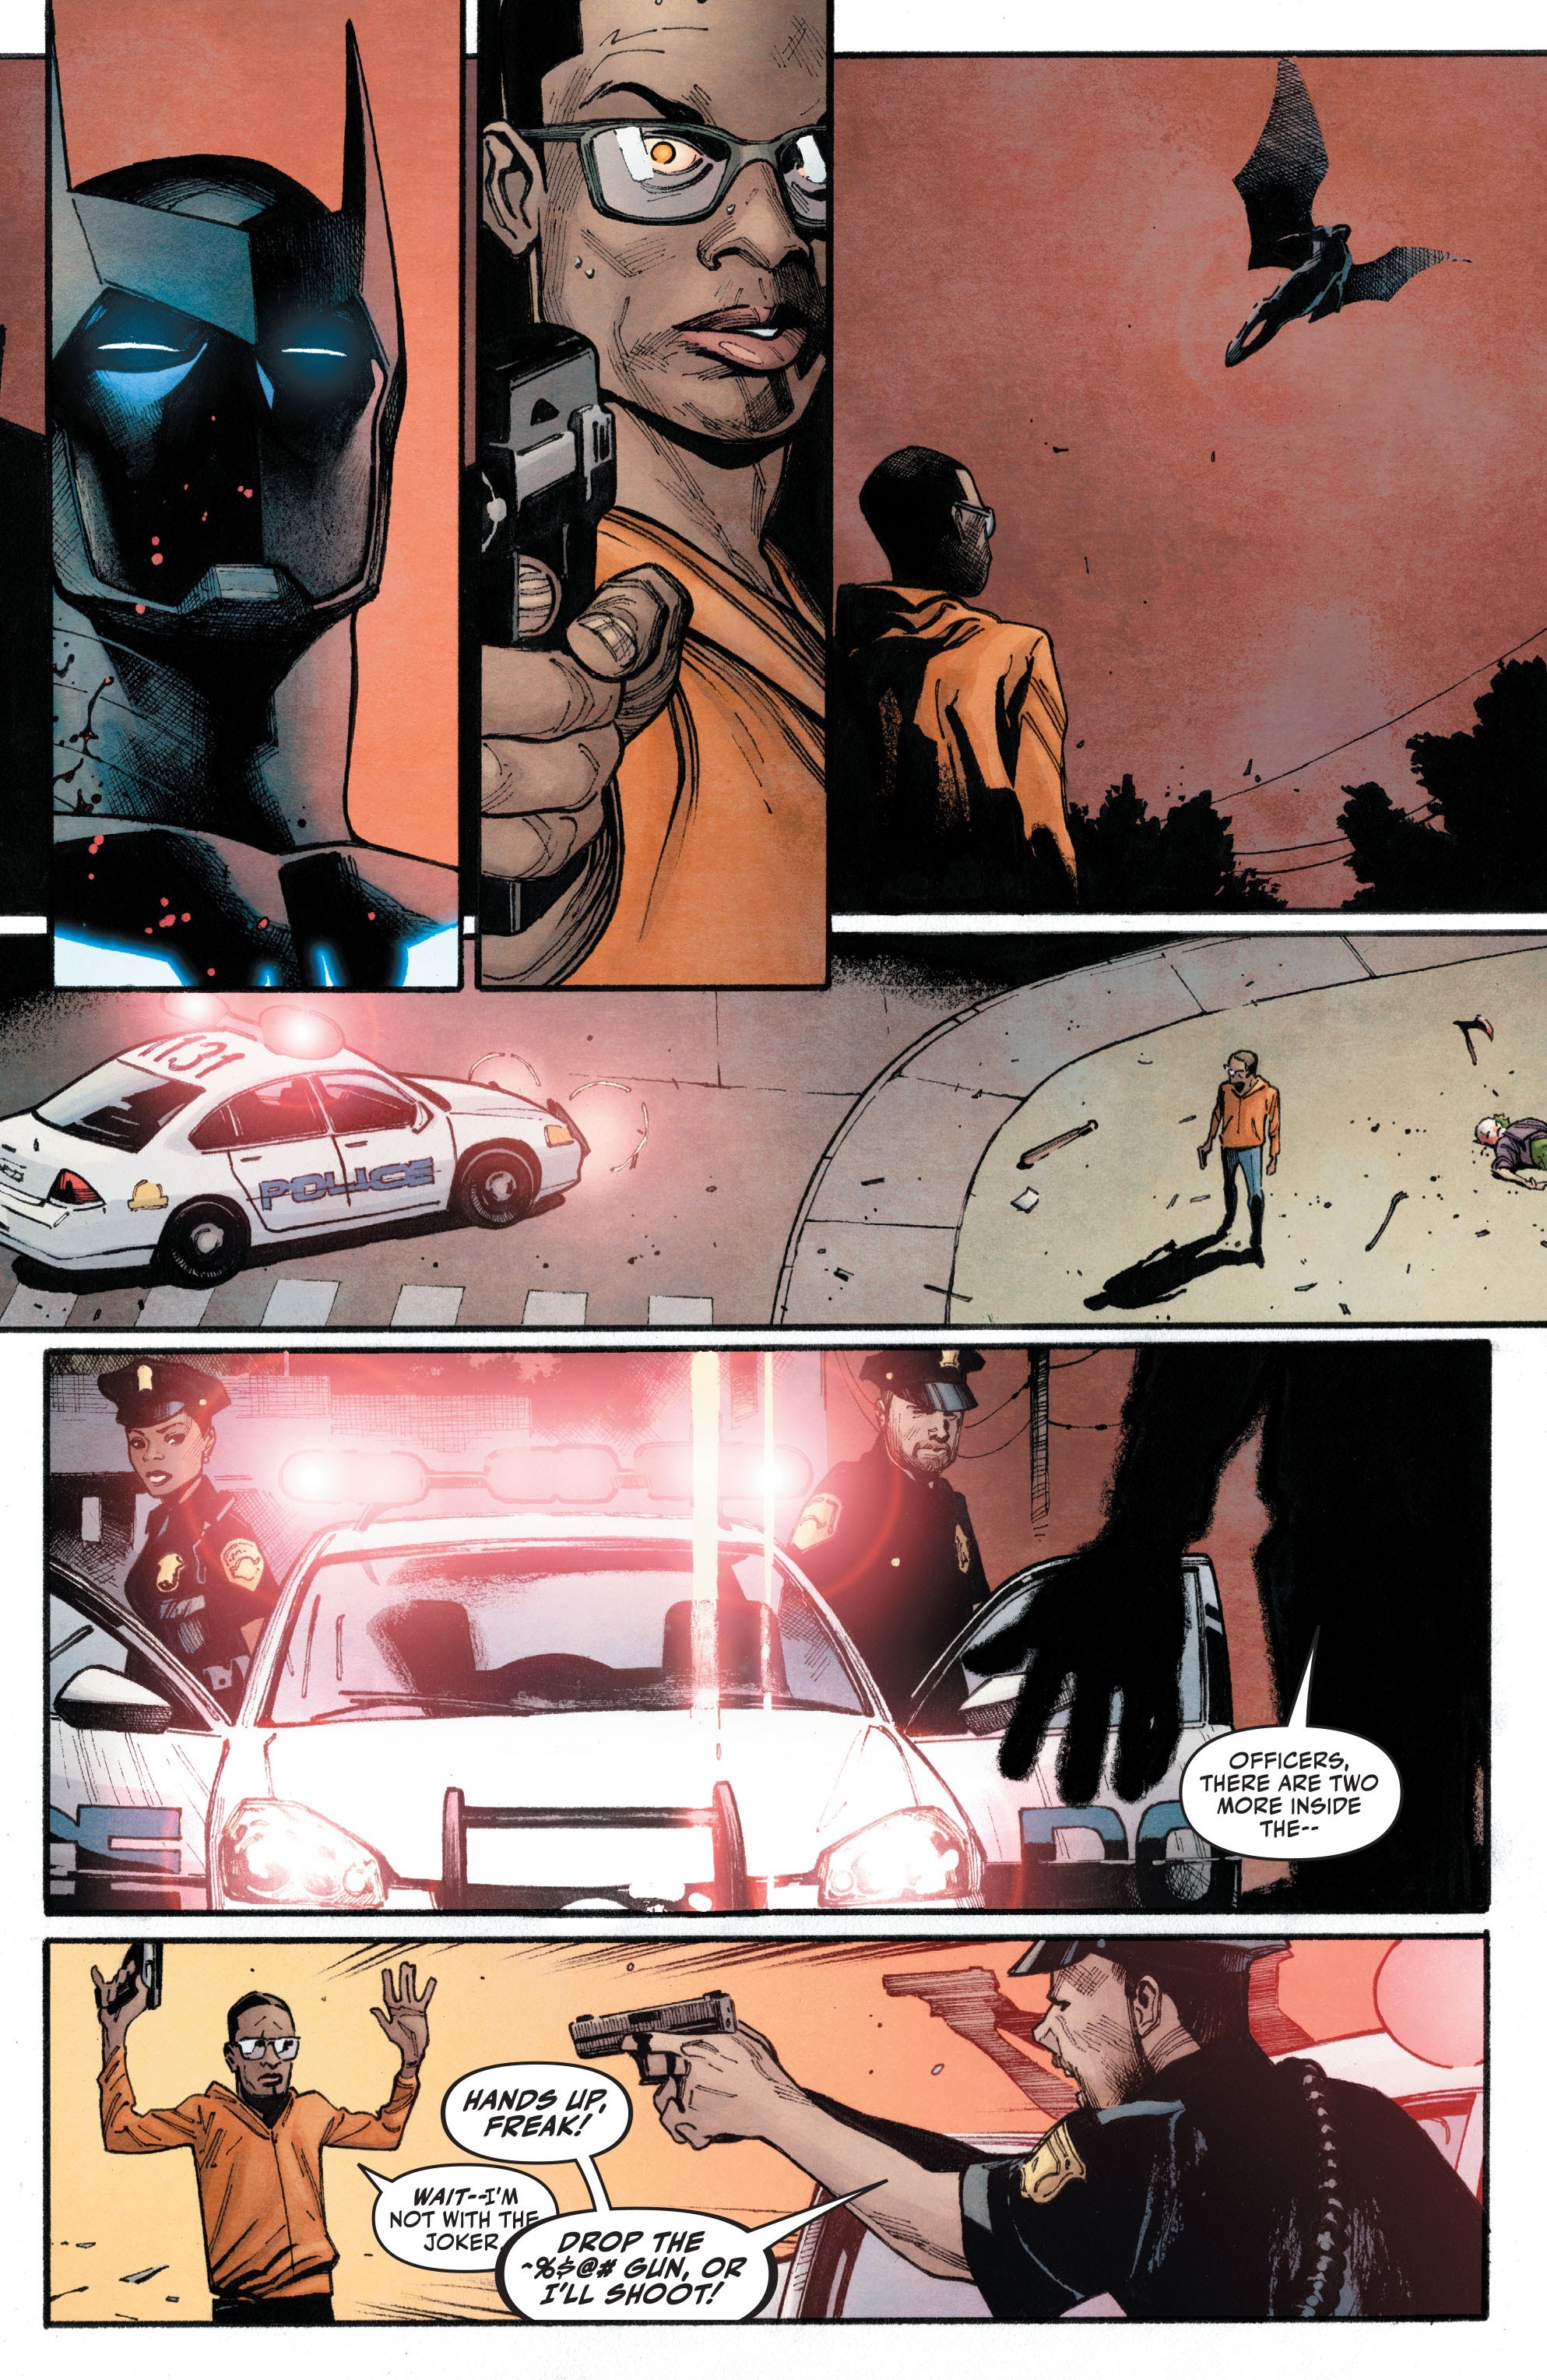 1131
POLICE
OFFICERS,
THERE ARE TWO
MORE INSIDE
THE--
HANDS UP,
FREAK!
WAIT--I'M
NOT WITH THE
JOKER.
DROP THE
~%$@# GUN, OR
I'LL SHOOT!